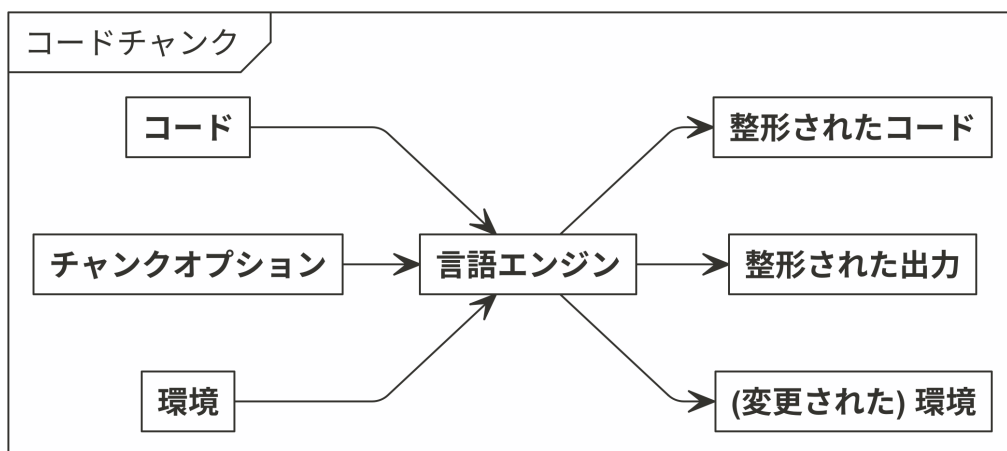 コードチャンク
コード
整形されたコード
チャンクオプション
言語エンジン
整形された出力
環境
(変更された) 環境